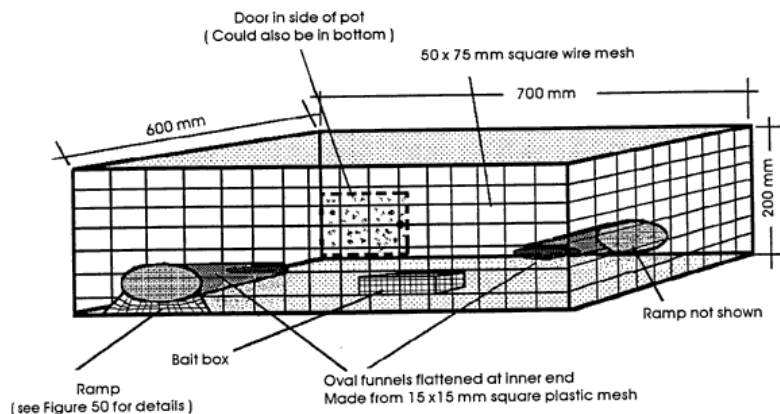 Door in side of pot
( Could also be in bottom )
50 x 75 mm square wire mesh
700 mm
600 mm
200 mm
Ramp not shown
Bait box
Ramp
( see Figure 50 for details )
Oval funnels flattened at inner end
Made from 15 x 15 mm square plastic mesh